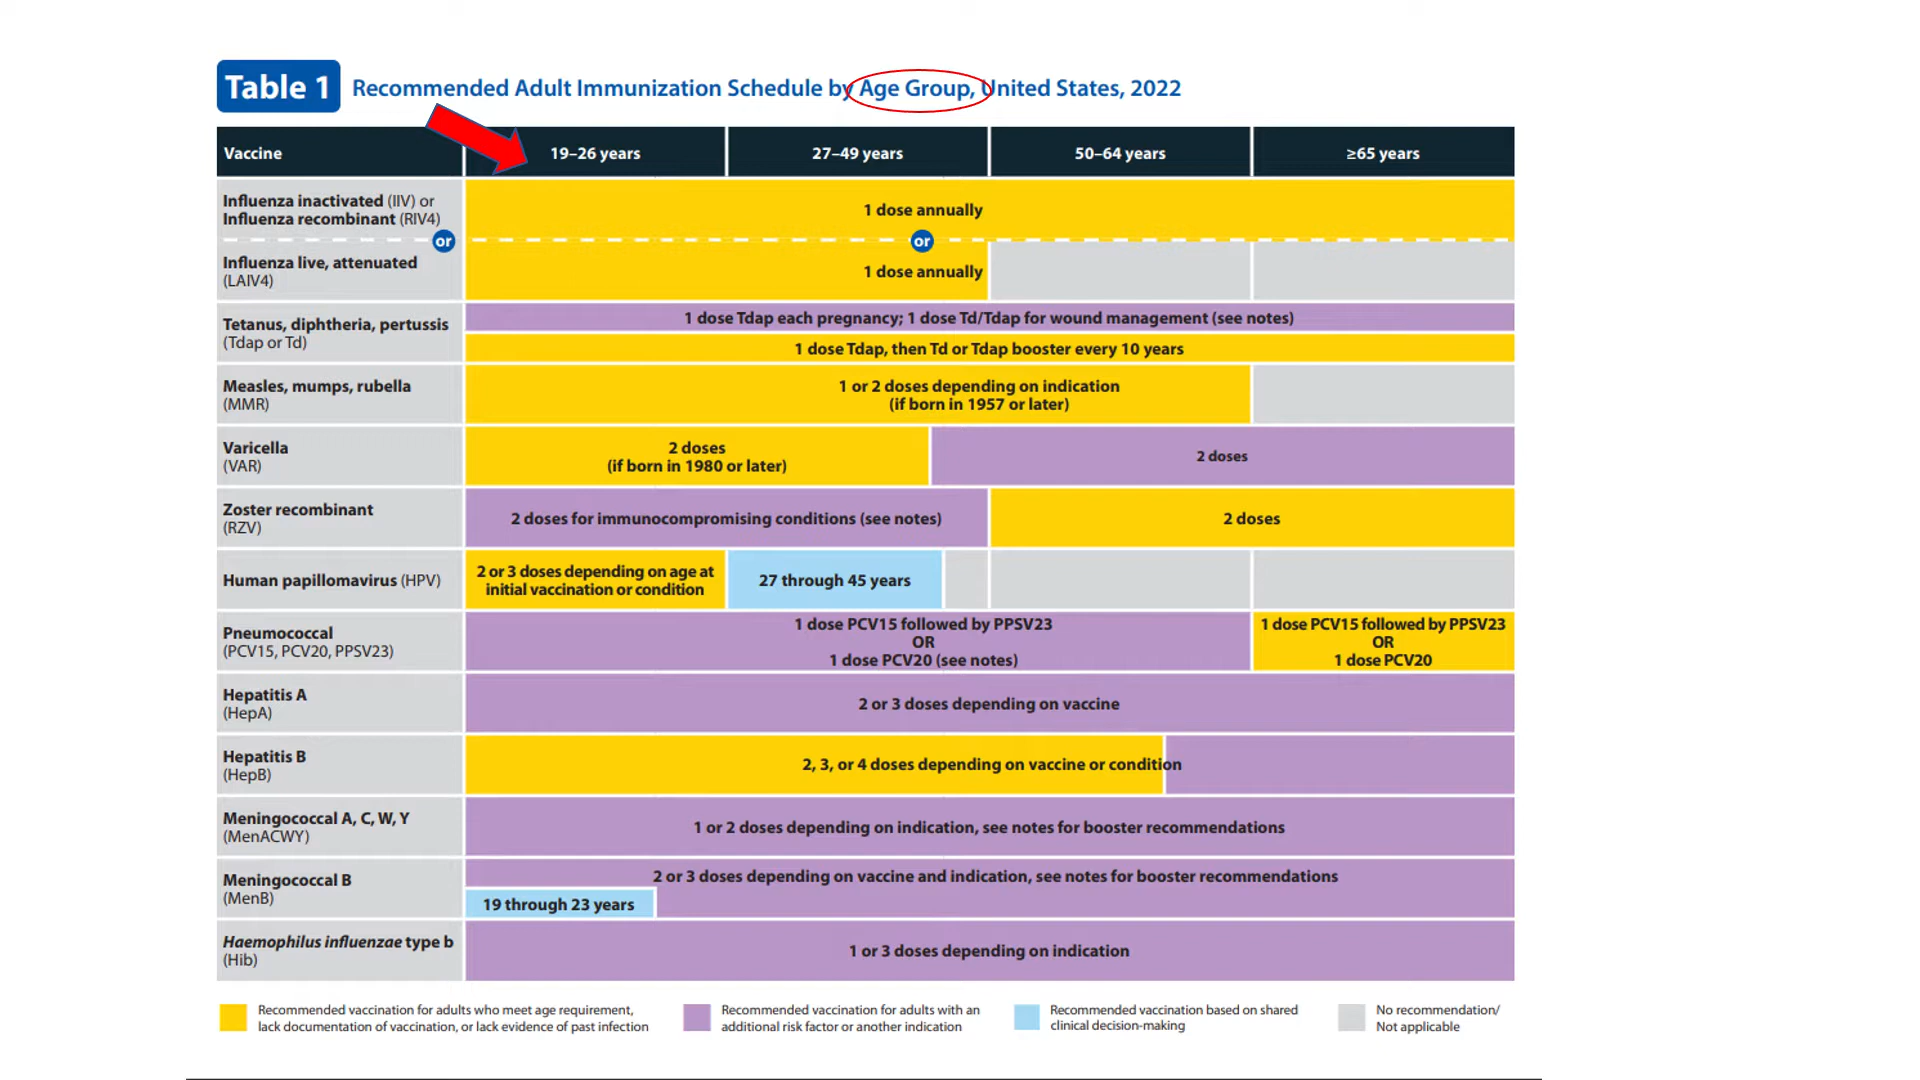 Table 1 Recommended Adult Immunization Schedule by Age Group, United States, 2022
Vaccine 19–26 years 27–49 years 50–64 years ≥65 years
Influenza inactivated (IIV) or
Influenza recombinant (RIV4)
1 dose annually
or
or
Influenza live, attenuated
(LAIV4)
1 dose annually
Tetanus, diphtheria, pertussis
(Tdap or Td)
1 dose Tdap each pregnancy; 1 dose Td/Tdap for wound management (see notes)
1 dose Tdap, then Td or Tdap booster every 10 years
Measles, mumps, rubella
(MMR)
1 or 2 doses depending on indication
(if born in 1957 or later)
Varicella
(VAR)
2 doses
(if born in 1980 or later)
2 doses
Zoster recombinant
(RZV)
2 doses for immunocompromising conditions (see notes)
2 doses
Human papillomavirus (HPV)
2 or 3 doses depending on age at
initial vaccination or condition
27 through 45 years
Pneumococcal
(PCV15, PCV20, PPSV23)
1 dose PCV15 followed by PPSV23
OR
1 dose PCV20 (see notes)
1 dose PCV15 followed by PPSV23
OR
1 dose PCV20
Hepatitis A
(HepA)
2 or 3 doses depending on vaccine
Hepatitis B
(HepB)
2, 3, or 4 doses depending on vaccine or condition
Meningococcal A, C, W, Y
(MenACWY)
1 or 2 doses depending on indication, see notes for booster recommendations
Meningococcal B
(MenB)
2 or 3 doses depending on vaccine and indication, see notes for booster recommendations
19 through 23 years
Haemophilus influenzae type b
(Hib)
1 or 3 doses depending on indication
Recommended vaccination for adults who meet age requirement,
lack documentation of vaccination, or lack evidence of past infection
Recommended vaccination for adults with an
additional risk factor or another indication
Recommended vaccination based on shared
clinical decision-making
No recommendation/
Not applicable